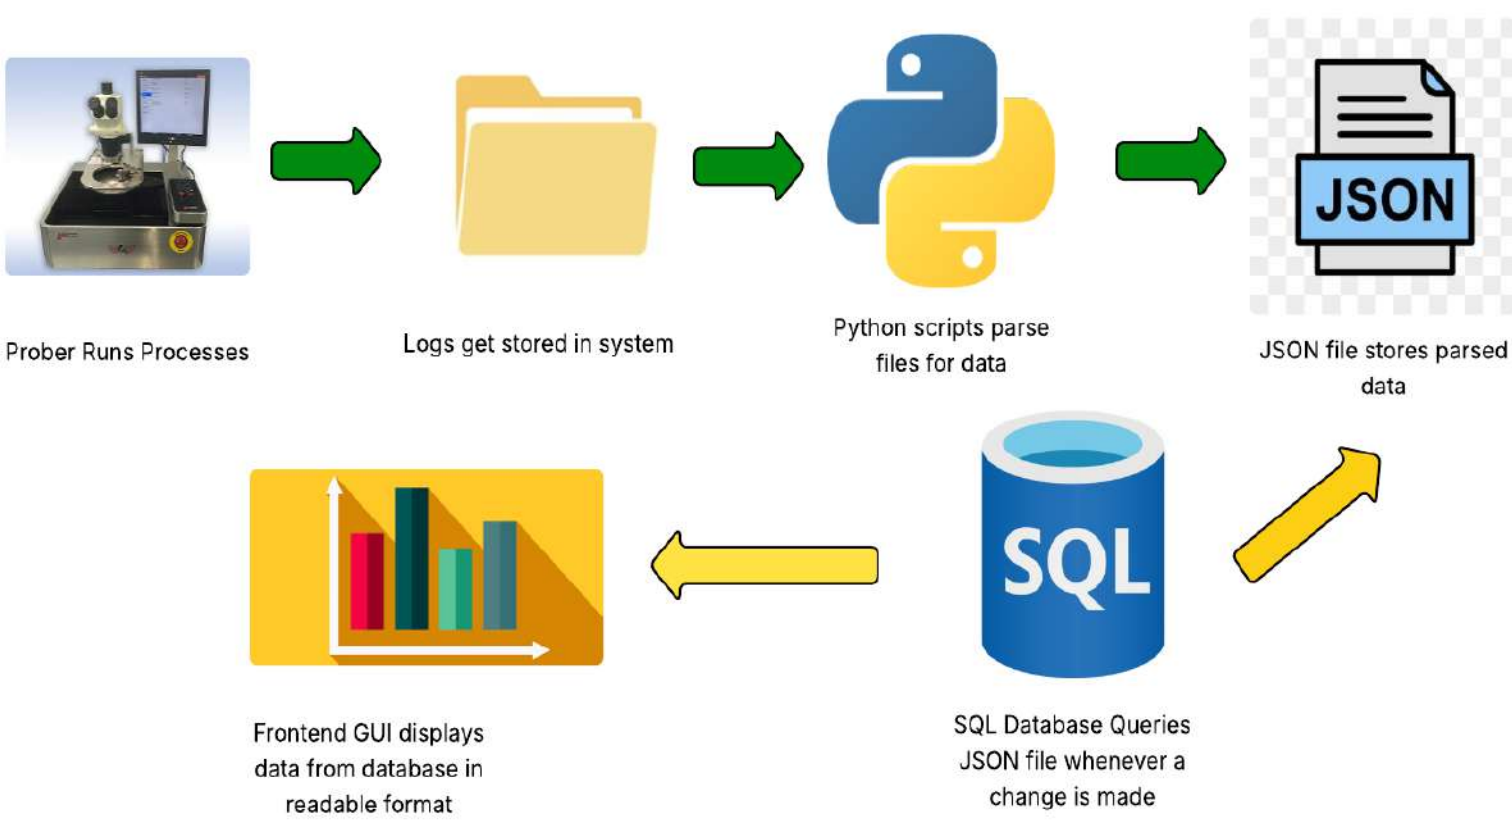 Prober Runs Processes
Logs get stored in system
Python scripts parse
files for data
JSON
JSON file stores parsed
data
Frontend GUI displays
data from database in
readable format
SQL
SQL Database Queries
JSON file whenever a
change is made